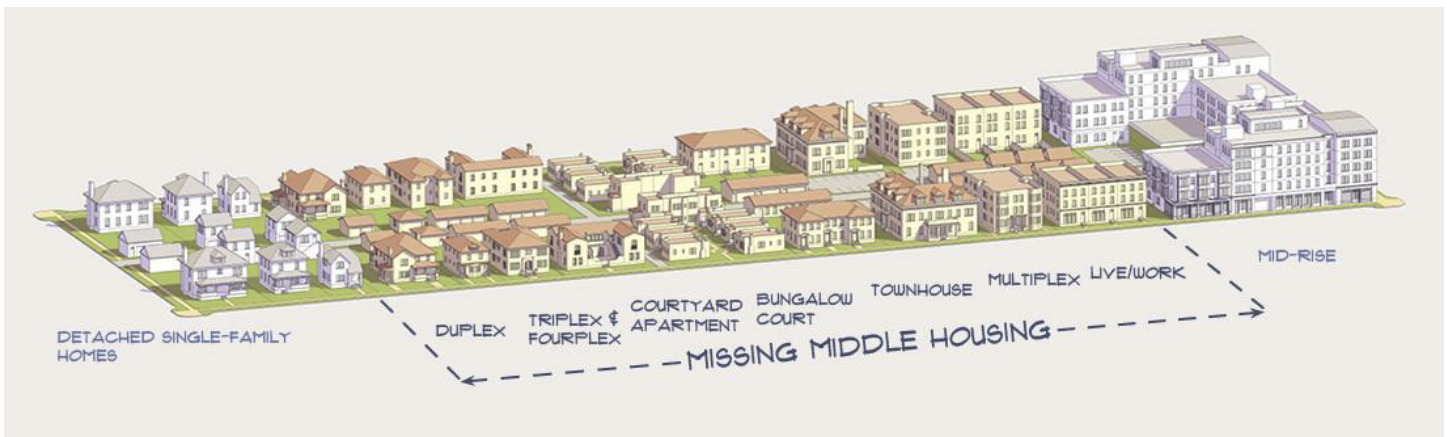 DETACHED SINGLE-FAMILY
HOMES
DUPLEX
TRIPLEX &
FOURPLEX
COURTYARD
APARTMENT
BUNGALOW
COURT
TOWNHOUSE
MULTIPLEX
LIVE/WORK
MID-RISE
MISSING MIDDLE HOUSING